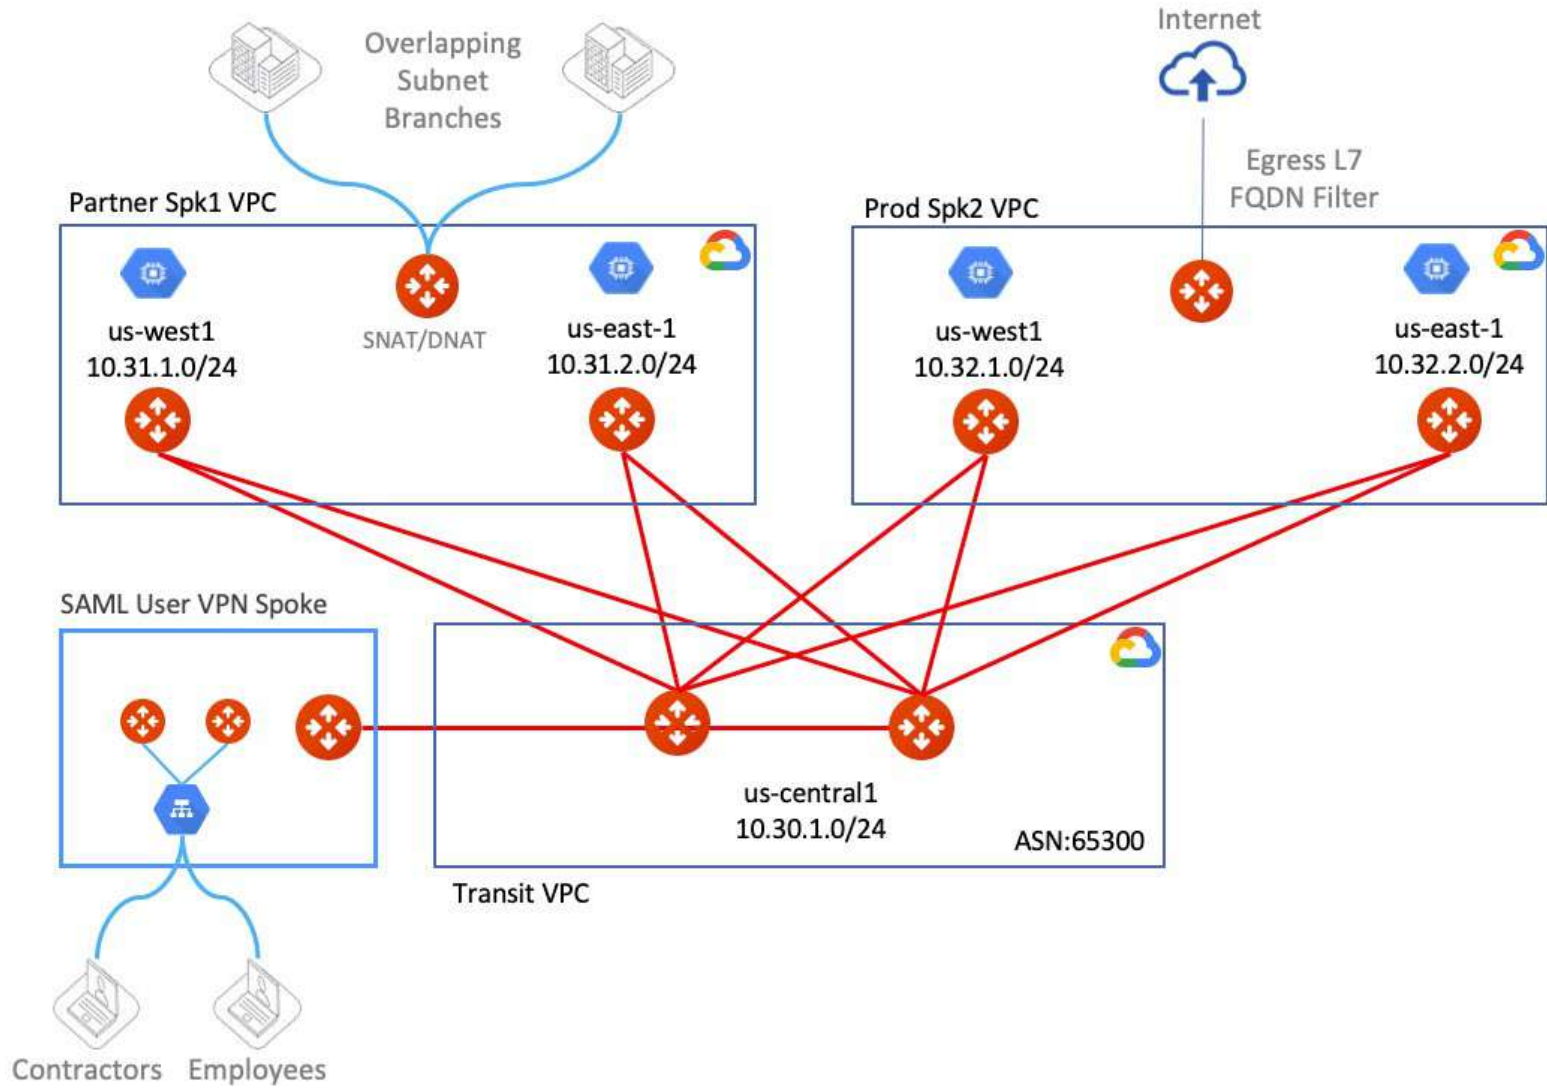 Overlapping
Subnet
Branches
Internet
Egress L7
FQDN Filter
Partner Spk1 VPC
Prod Spk2 VPC
us-west1
10.31.1.0/24
SNAT/DNAT
us-east-1
10.31.2.0/24
us-west1
10.32.1.0/24
us-east-1
10.32.2.0/24
SAML User VPN Spoke
us-central1
10.30.1.0/24
ASN:65300
Transit VPC
Contractors
Employees